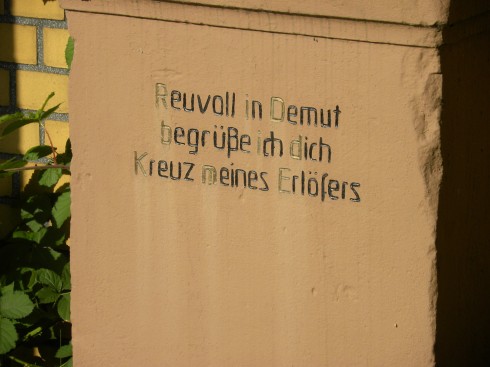 Reuvoll in Demut
begrüße ich dich
Kreuz meines Erlösers